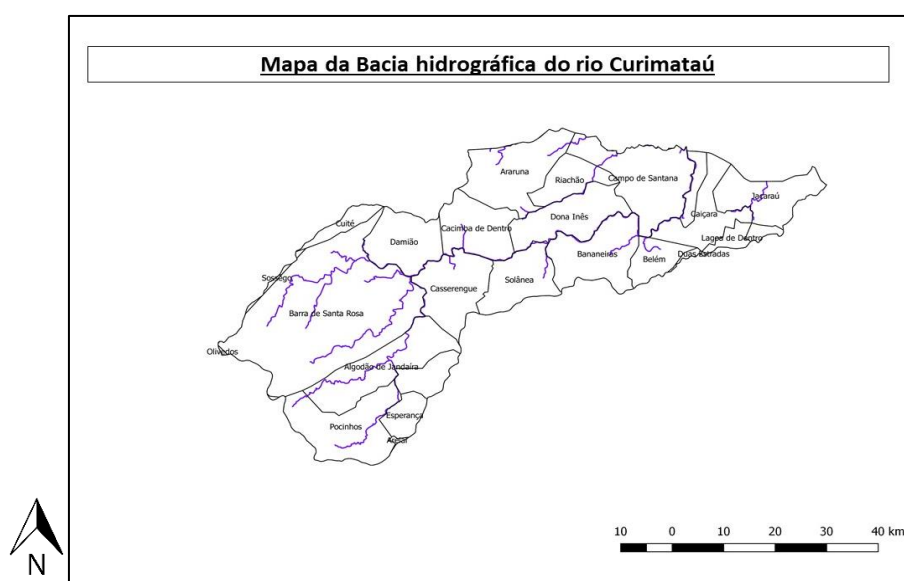 Mapa da Bacia hidrográfica do rio Curimataú
Araruna
Riachão
Campo de Santana
Jacaraú
Cuité
Cacimba de Dentro
Dona Inês
Caiçara
Damião
Lagoa de Dentro
Bananeiras
Belém
Duas Estradas
Sossego
Casserengue
Solânea
Barra de Santa Rosa
Olivedos
Algodão de Jandaíra
Esperança
Pocinhos
Areial
N
10 0 10 20 30 40 km